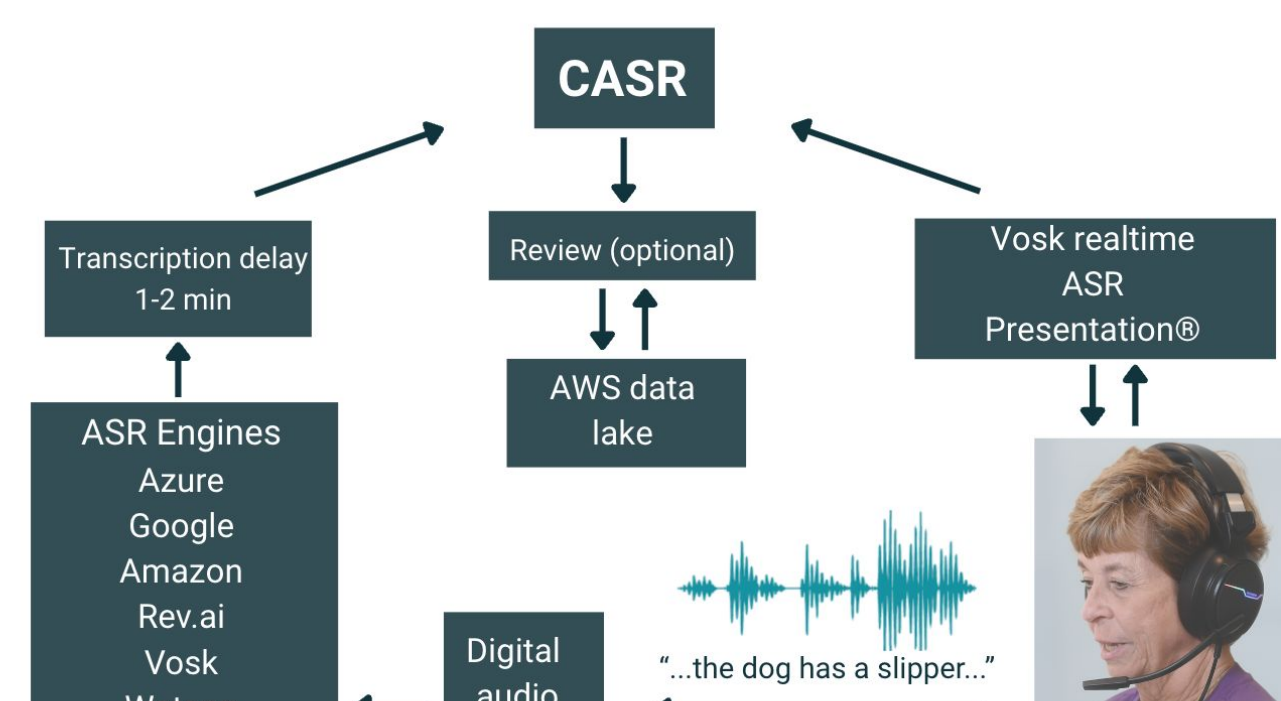 CASR
Transcription delay
1-2 min
Review (optional)
Vosk realtime
ASR
Presentation®
AWS data
lake
ASR Engines
Azure
Google
Amazon
Rev.ai
Vosk
Digital
audio
“...the dog has a slipper...”